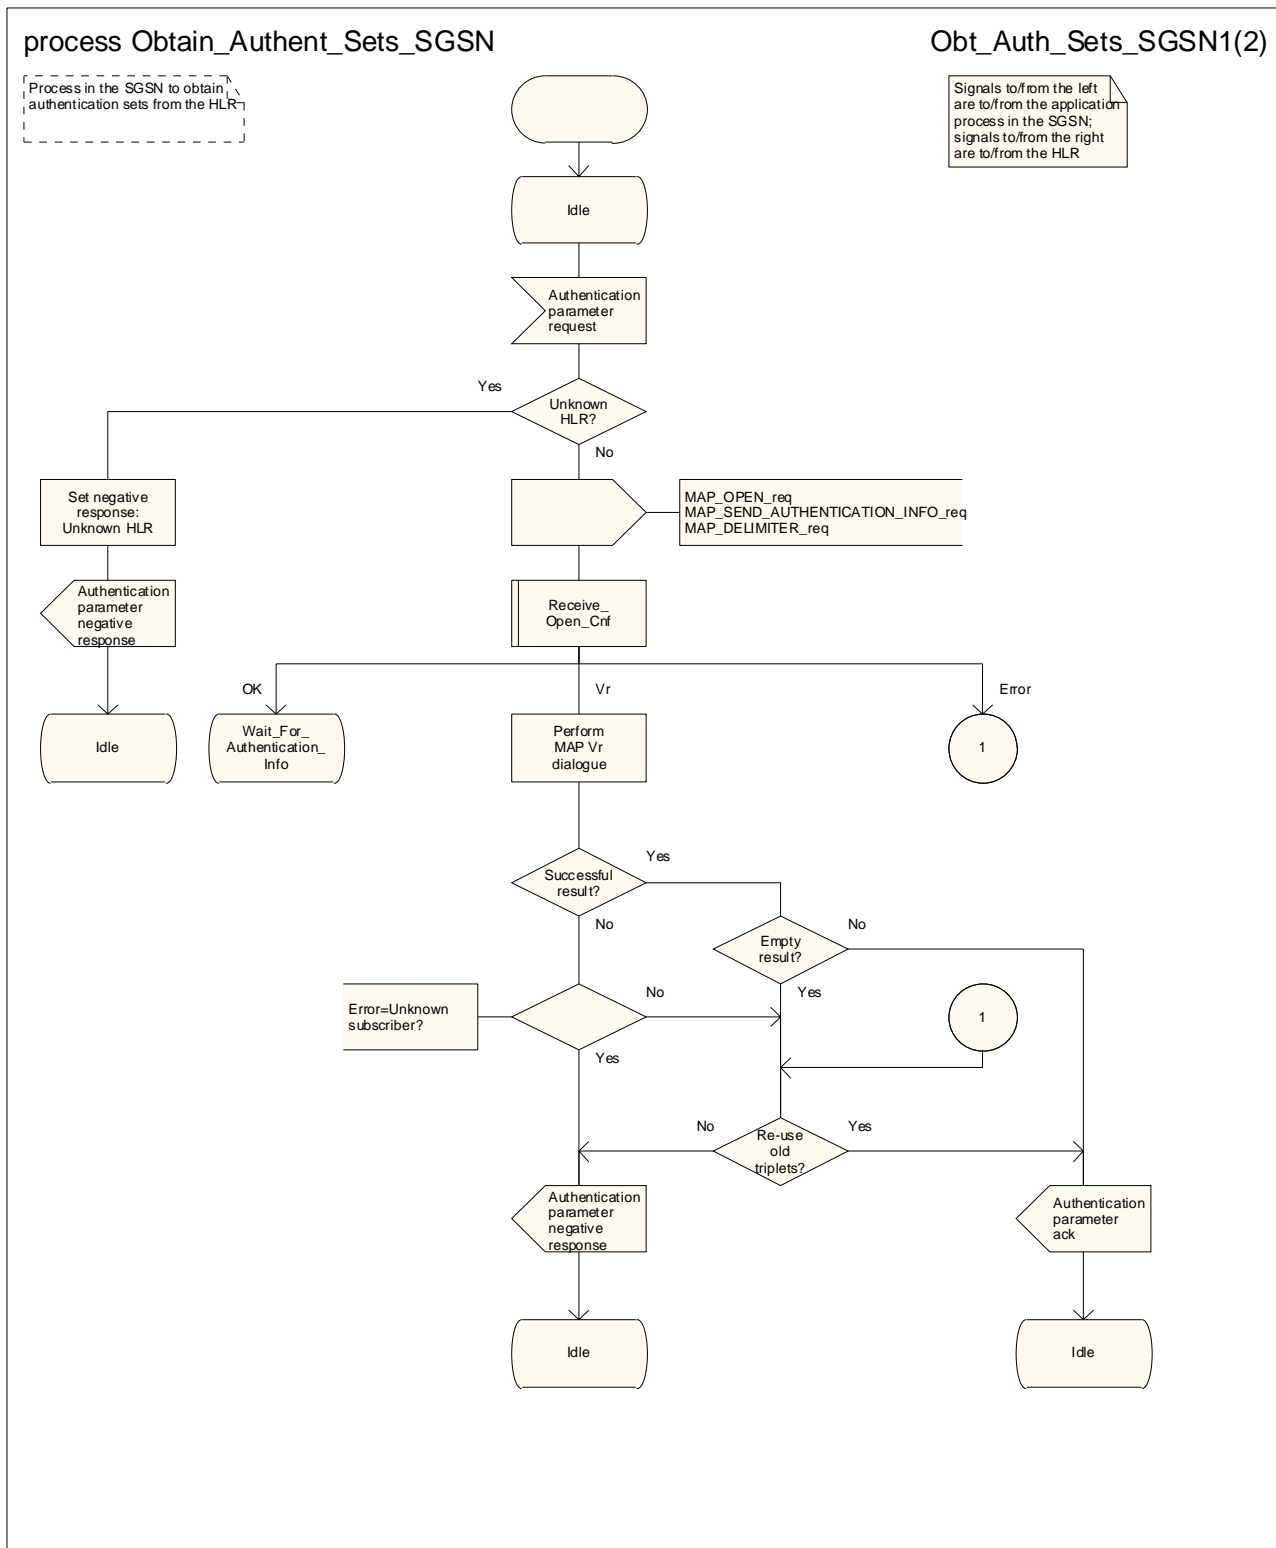 process Obtain_Authent_Sets_SGSN
Obt_Auth_Sets_SGSN1(2)
Process in the SGSN to obtain
authentication sets from the HLR
Signals to/from the left
are to/from the application
process in the SGSN;
signals to/from the right
are to/from the HLR
Idle
Authentication
parameter
request
Yes
Unknown
HLR?
No
Set negative
response:
Unknown HLR
MAP_OPEN_req
MAP_SEND_AUTHENTICATION_INFO_req
MAP_DELIMITER_req
Authentication
parameter
negative
response
Receive_
Open_Cnf
OK
Vr
Error
Idle
Wait_For_
Authentication_
Info
Perform
MAP Vr
dialogue
1
Successful
result?
Yes
No
Empty
result?
No
Yes
Error=Unknown
subscriber?
No
Yes
1
No
Re-use
old
triplets?
Yes
Authentication
parameter
negative
response
Authentication
parameter
ack
Idle
Idle